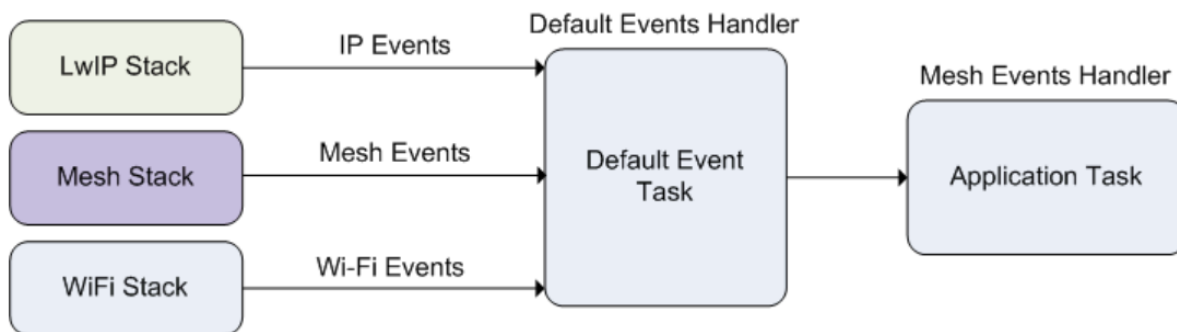 Default Events Handler
LwIP Stack
IP Events
Mesh Events Handler
Mesh Stack
Mesh Events
Default Event
Task
Application Task
WiFi Stack
Wi-Fi Events